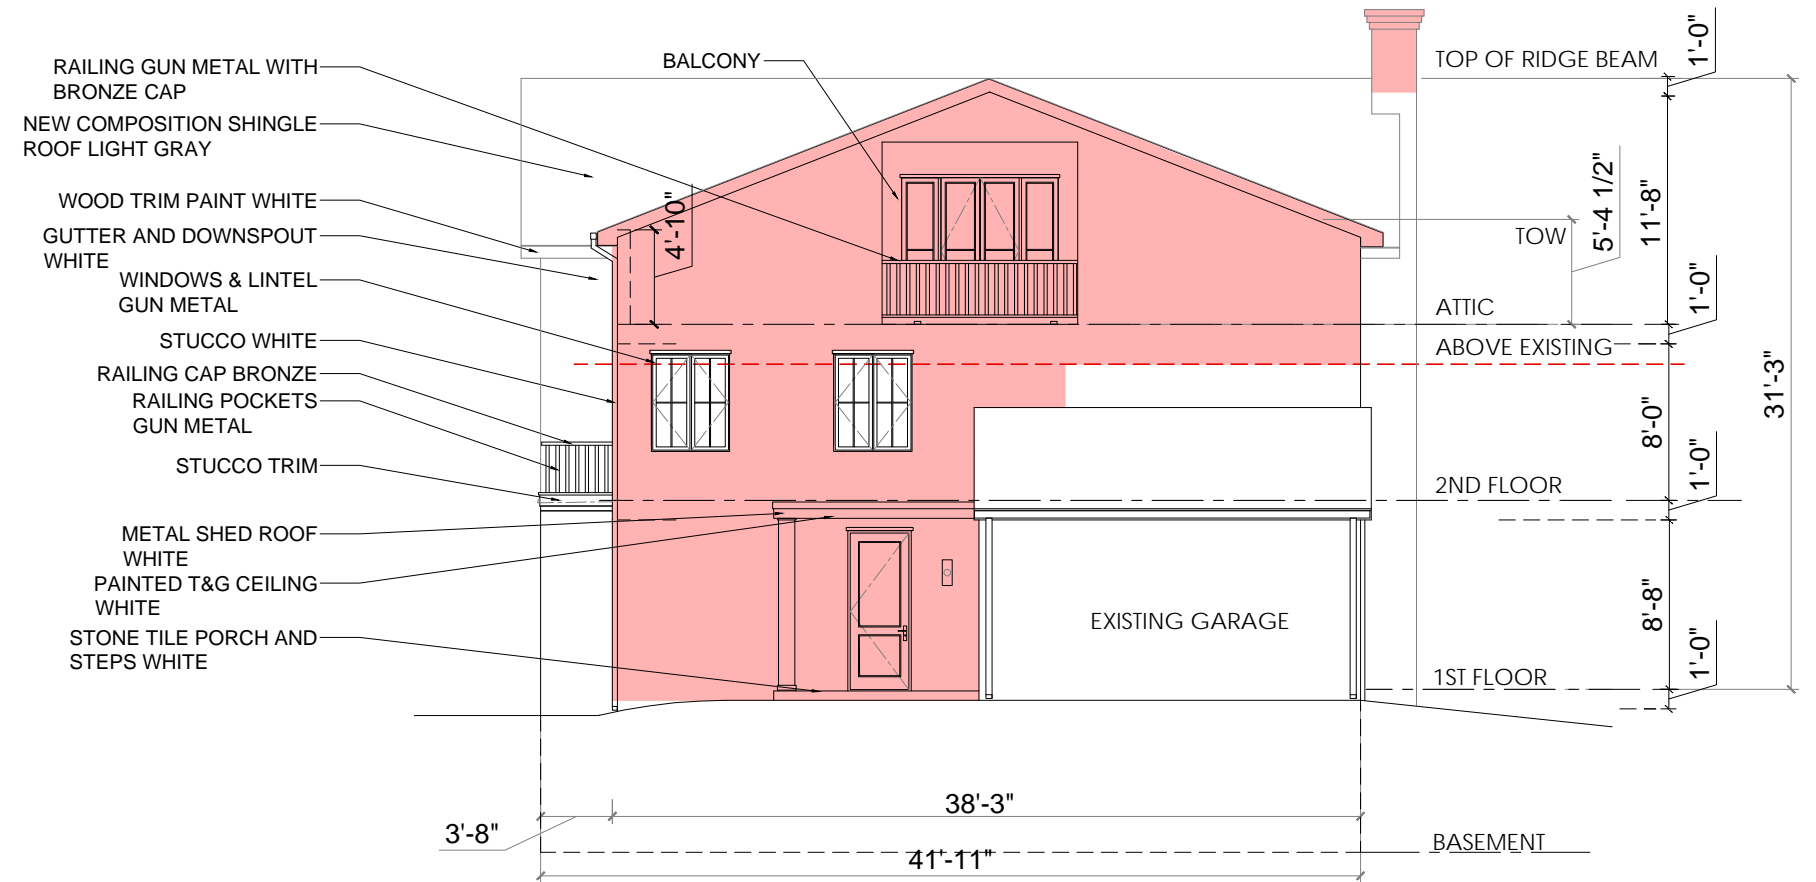 RAILING GUN METAL WITH
BRONZE CAP
NEW COMPOSITION SHINGLE
ROOF LIGHT GRAY
WOOD TRIM PAINT WHITE
GUTTER AND DOWNSPOUT
WHITE
WINDOWS & LINTEL
GUN METAL
STUCCO WHITE
RAILING CAP BRONZE
RAILING POCKETS
GUN METAL
STUCCO TRIM
METAL SHED ROOF
WHITE
PAINTED T&G CEILING
WHITE
STONE TILE PORCH AND
STEPS WHITE
BALCONY
4'-10"
EXISTING GARAGE
TOP OF RIDGE BEAM
TOW
ATTIC
ABOVE EXISTING
2ND FLOOR
1ST FLOOR
BASEMENT
5'-4 1/2"
1'-0"
11'-8"
1'-0"
8'-0"
1'-0"
8'-8"
1'-0"
31'-3"
38'-3"
3'-8"
41'-11"